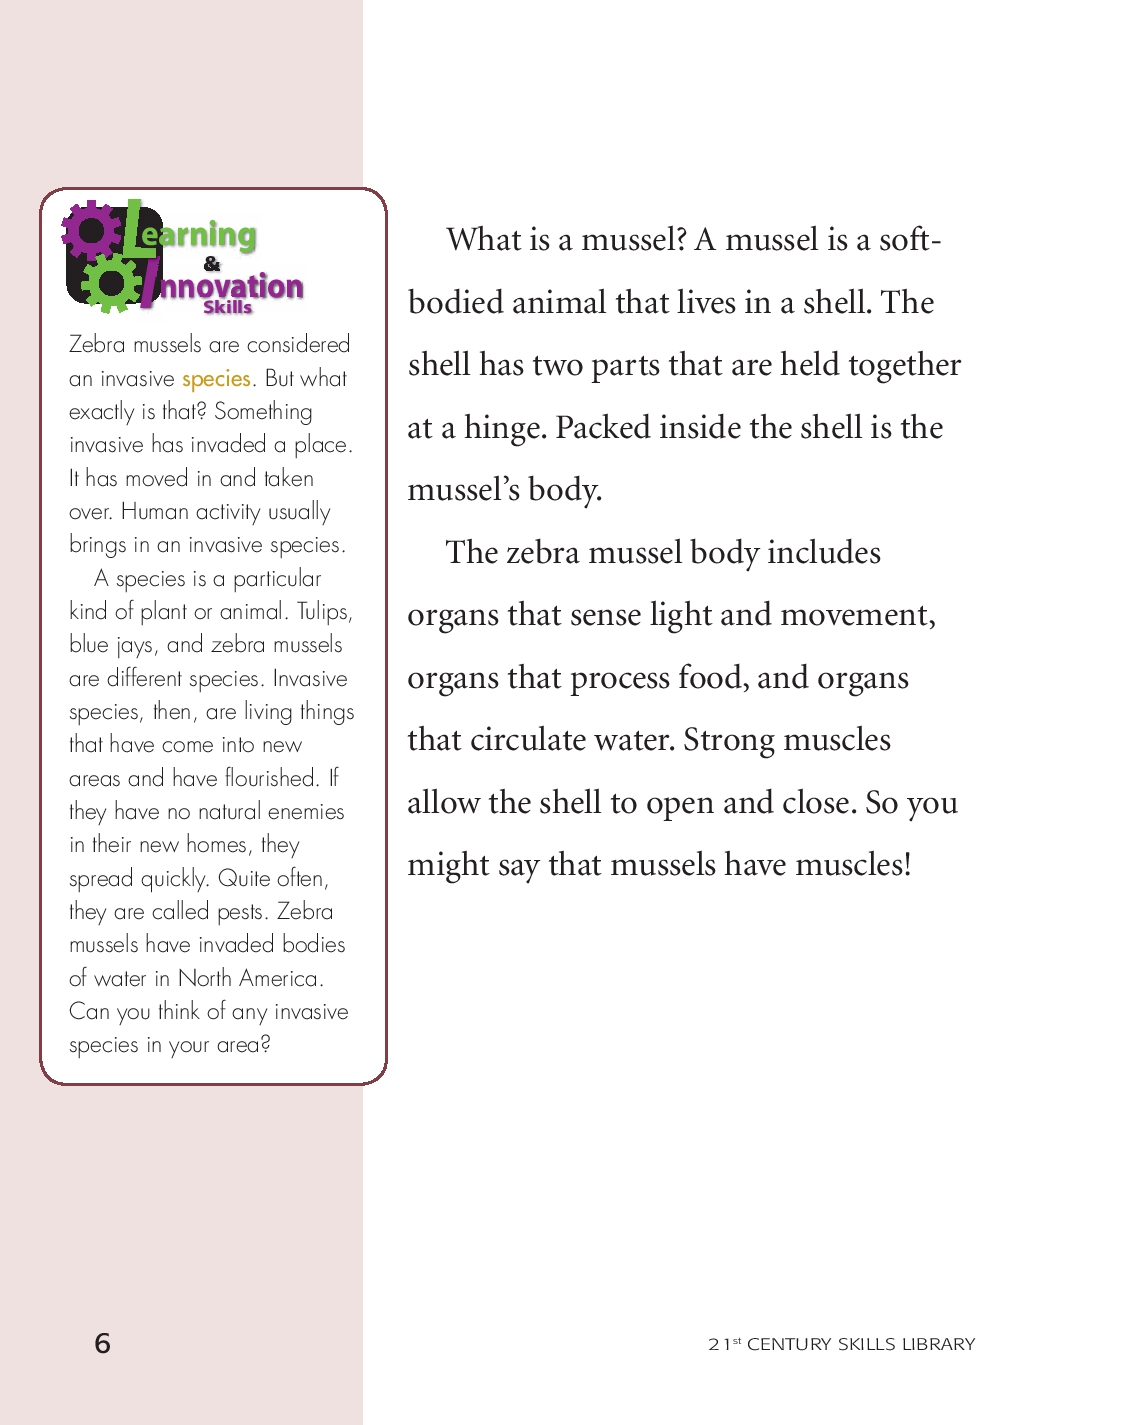 Learning
&
Innovation
Skills
Zebra mussels are considered
an invasive species. But what
exactly is that? Something
invasive has invaded a place.
It has moved in and taken
over. Human activity usually
brings in an invasive species.
A species is a particular
kind of plant or animal. Tulips,
blue jays, and zebra mussels
are different species. Invasive
species, then, are living things
that have come into new
areas and have flourished. If
they have no natural enemies
in their new homes, they
spread quickly. Quite often,
they are called pests. Zebra
mussels have invaded bodies
of water in North America.
Can you think of any invasive
species in your area?
What is a mussel? A mussel is a soft-
bodied animal that lives in a shell. The
shell has two parts that are held together
at a hinge. Packed inside the shell is the
mussel’s body.
The zebra mussel body includes
organs that sense light and movement,
organs that process food, and organs
that circulate water. Strong muscles
allow the shell to open and close. So you
might say that mussels have muscles!
6
21st CENTURY SKILLS LIBRARY